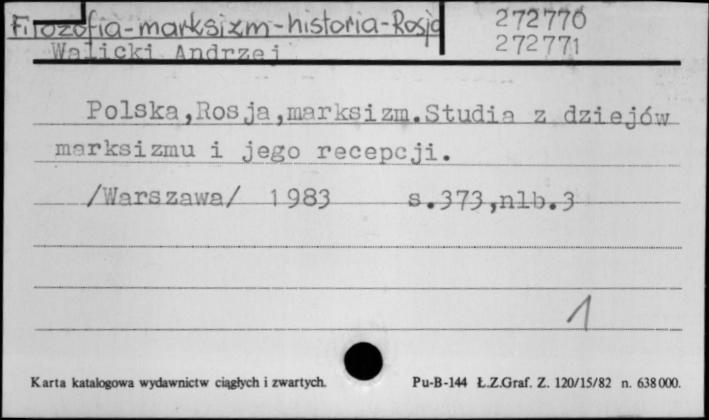 Filozofia-marksizm-historia-Rosja
272770
272771
Walicki Andrzej
Polska,Rosja,marksizm.Studia z dziejów
marksizmu i jego recepcji.
/Warszawa/ 1983 s.373,nlb.3
1
Karta katalogowa wydawnictw ciągłych i zwartych. Pu-B-144 Ł.Z.Graf. Z. 120/15/82 n. 638000.